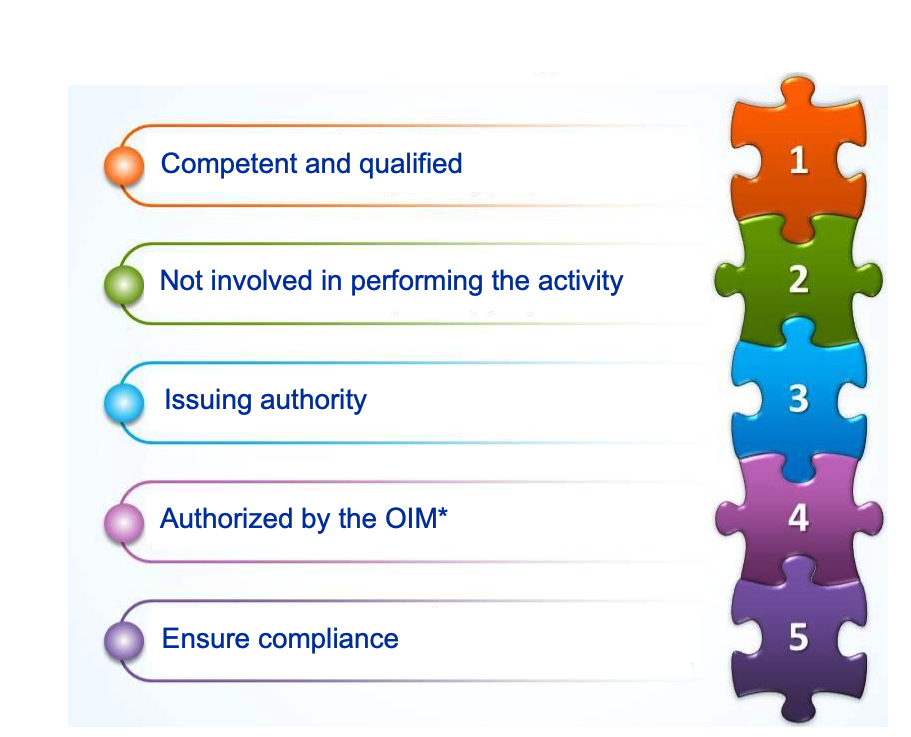 Competent and qualified
1
Not involved in performing the activity
2
Issuing authority
3
Authorized by the OIM*
4
Ensure compliance
5